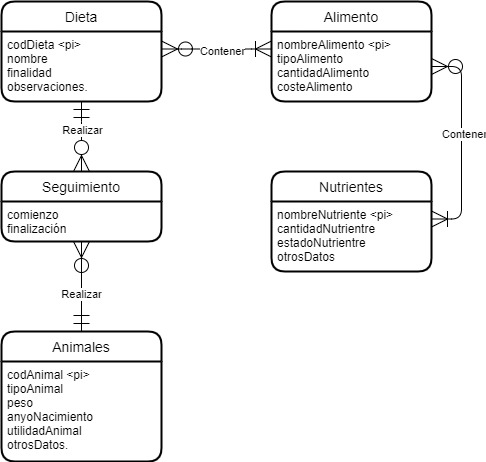 Dieta
codDieta <pi>
nombre
finalidad
observaciones.
Contener
Alimento
nombreAlimento <pi>
tipoAlimento
cantidadAlimento
costeAlimento
Realizar
Contener
Seguimiento
comienzo
finalización
Nutrientes
nombreNutriente <pi>
cantidadNutrientre
estadoNutrientre
otrosDatos
Realizar
Animales
codAnimal <pi>
tipoAnimal
peso
anyoNacimiento
utilidadAnimal
otrosDatos.